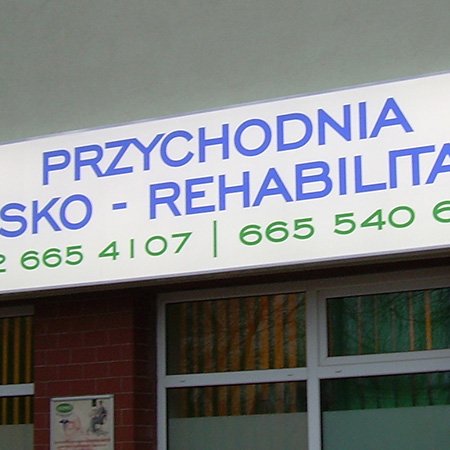 PRZYCHODNIA
SKO - REHABILITA
2 665 4107 | 665 540 6